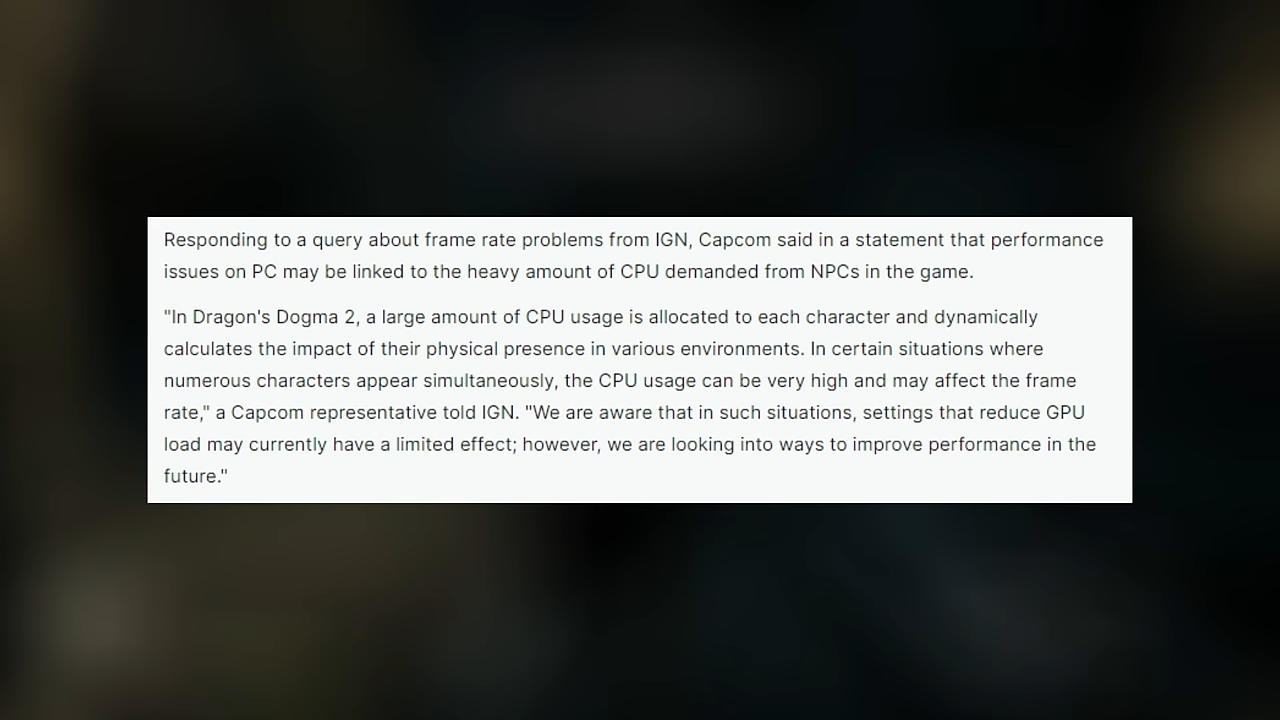 Responding to a query about frame rate problems from IGN, Capcom said in a statement that performance
issues on PC may be linked to the heavy amount of CPU demanded from NPCs in the game.
"In Dragon's Dogma 2, a large amount of CPU usage is allocated to each character and dynamically
calculates the impact of their physical presence in various environments. In certain situations where
numerous characters appear simultaneously, the CPU usage can be very high and may affect the frame
rate," a Capcom representative told IGN. "We are aware that in such situations, settings that reduce GPU
load may currently have a limited effect; however, we are looking into ways to improve performance in the
future."